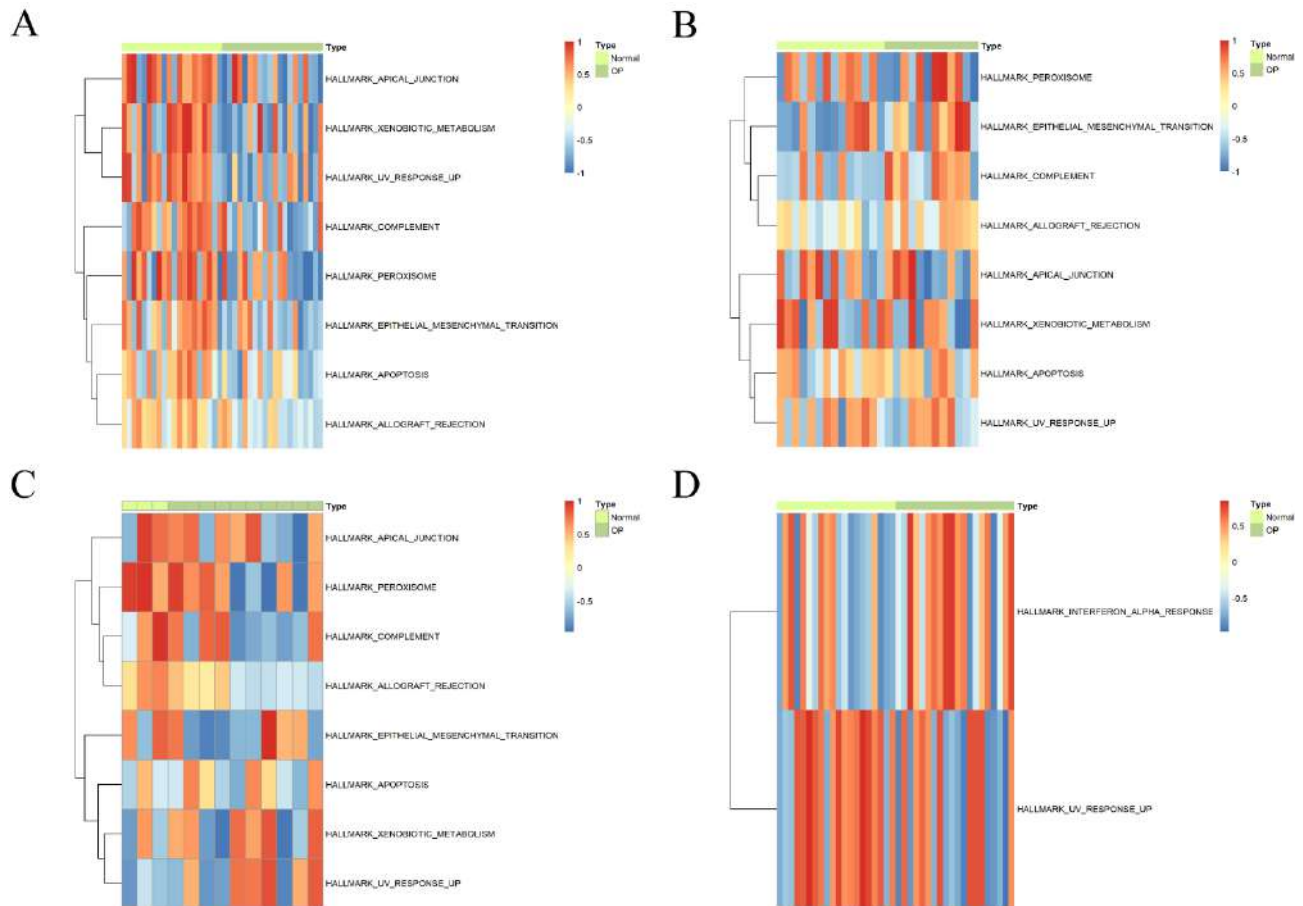 A
Type
HALLMARK_APICAL_JUNCTION
HALLMARK_XENOBIOTIC_METABOLISM
HALLMARK_UV_RESPONSE_UP
HALLMARK_COMPLEMENT
HALLMARK_PEROXISOME
HALLMARK_EPITHELIAL_MESENCHYMAL_TRANSITION
HALLMARK_APOPTOSIS
HALLMARK_ALLOGRAFT_REJECTION
1
0.5
0
-0.5
-1
Type
Normal
OP
B
Type
HALLMARK_PEROXISOME
HALLMARK_EPITHELIAL_MESENCHYMAL_TRANSITION
HALLMARK_COMPLEMENT
HALLMARK_ALLOGRAFT_REJECTION
HALLMARK_APICAL_JUNCTION
HALLMARK_XENOBIOTIC_METABOLISM
HALLMARK_APOPTOSIS
HALLMARK_UV_RESPONSE_UP
1
0.5
0
-0.5
-1
Type
Normal
OP
C
Type
HALLMARK_APICAL_JUNCTION
HALLMARK_PEROXISOME
HALLMARK_COMPLEMENT
HALLMARK_ALLOGRAFT_REJECTION
HALLMARK_EPITHELIAL_MESENCHYMAL_TRANSITION
HALLMARK_APOPTOSIS
HALLMARK_XENOBIOTIC_METABOLISM
HALLMARK_UV_RESPONSE_UP
1
0.5
0
-0.5
Type
Normal
OP
D
Type
HALLMARK_INTERFERON_ALPHA_RESPONSE
HALLMARK_UV_RESPONSE_UP
0.5
0
-0.5
Type
Normal
OP